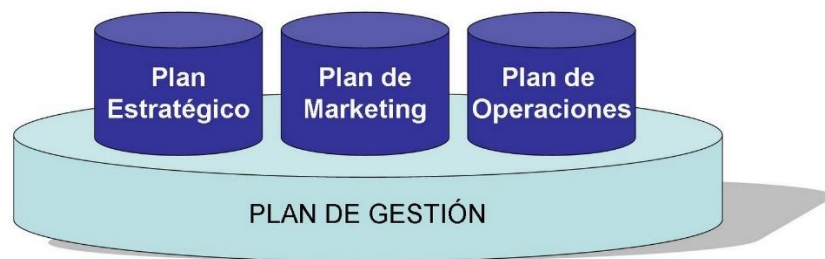 Plan
Estratégico
Plan de
Marketing
Plan de
Operaciones
PLAN DE GESTIÓN